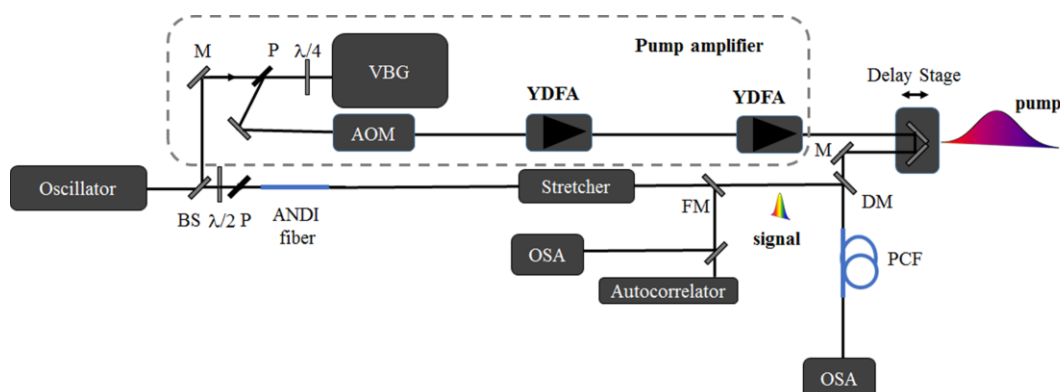 Pump amplifier
M
P
λ/4
VBG
Delay Stage
YDFA
YDFA
pump
AOM
M
Oscillator
Stretcher
BS
λ/2
P
ANDI
fiber
FM
signal
DM
OSA
PCF
Autocorrelator
OSA